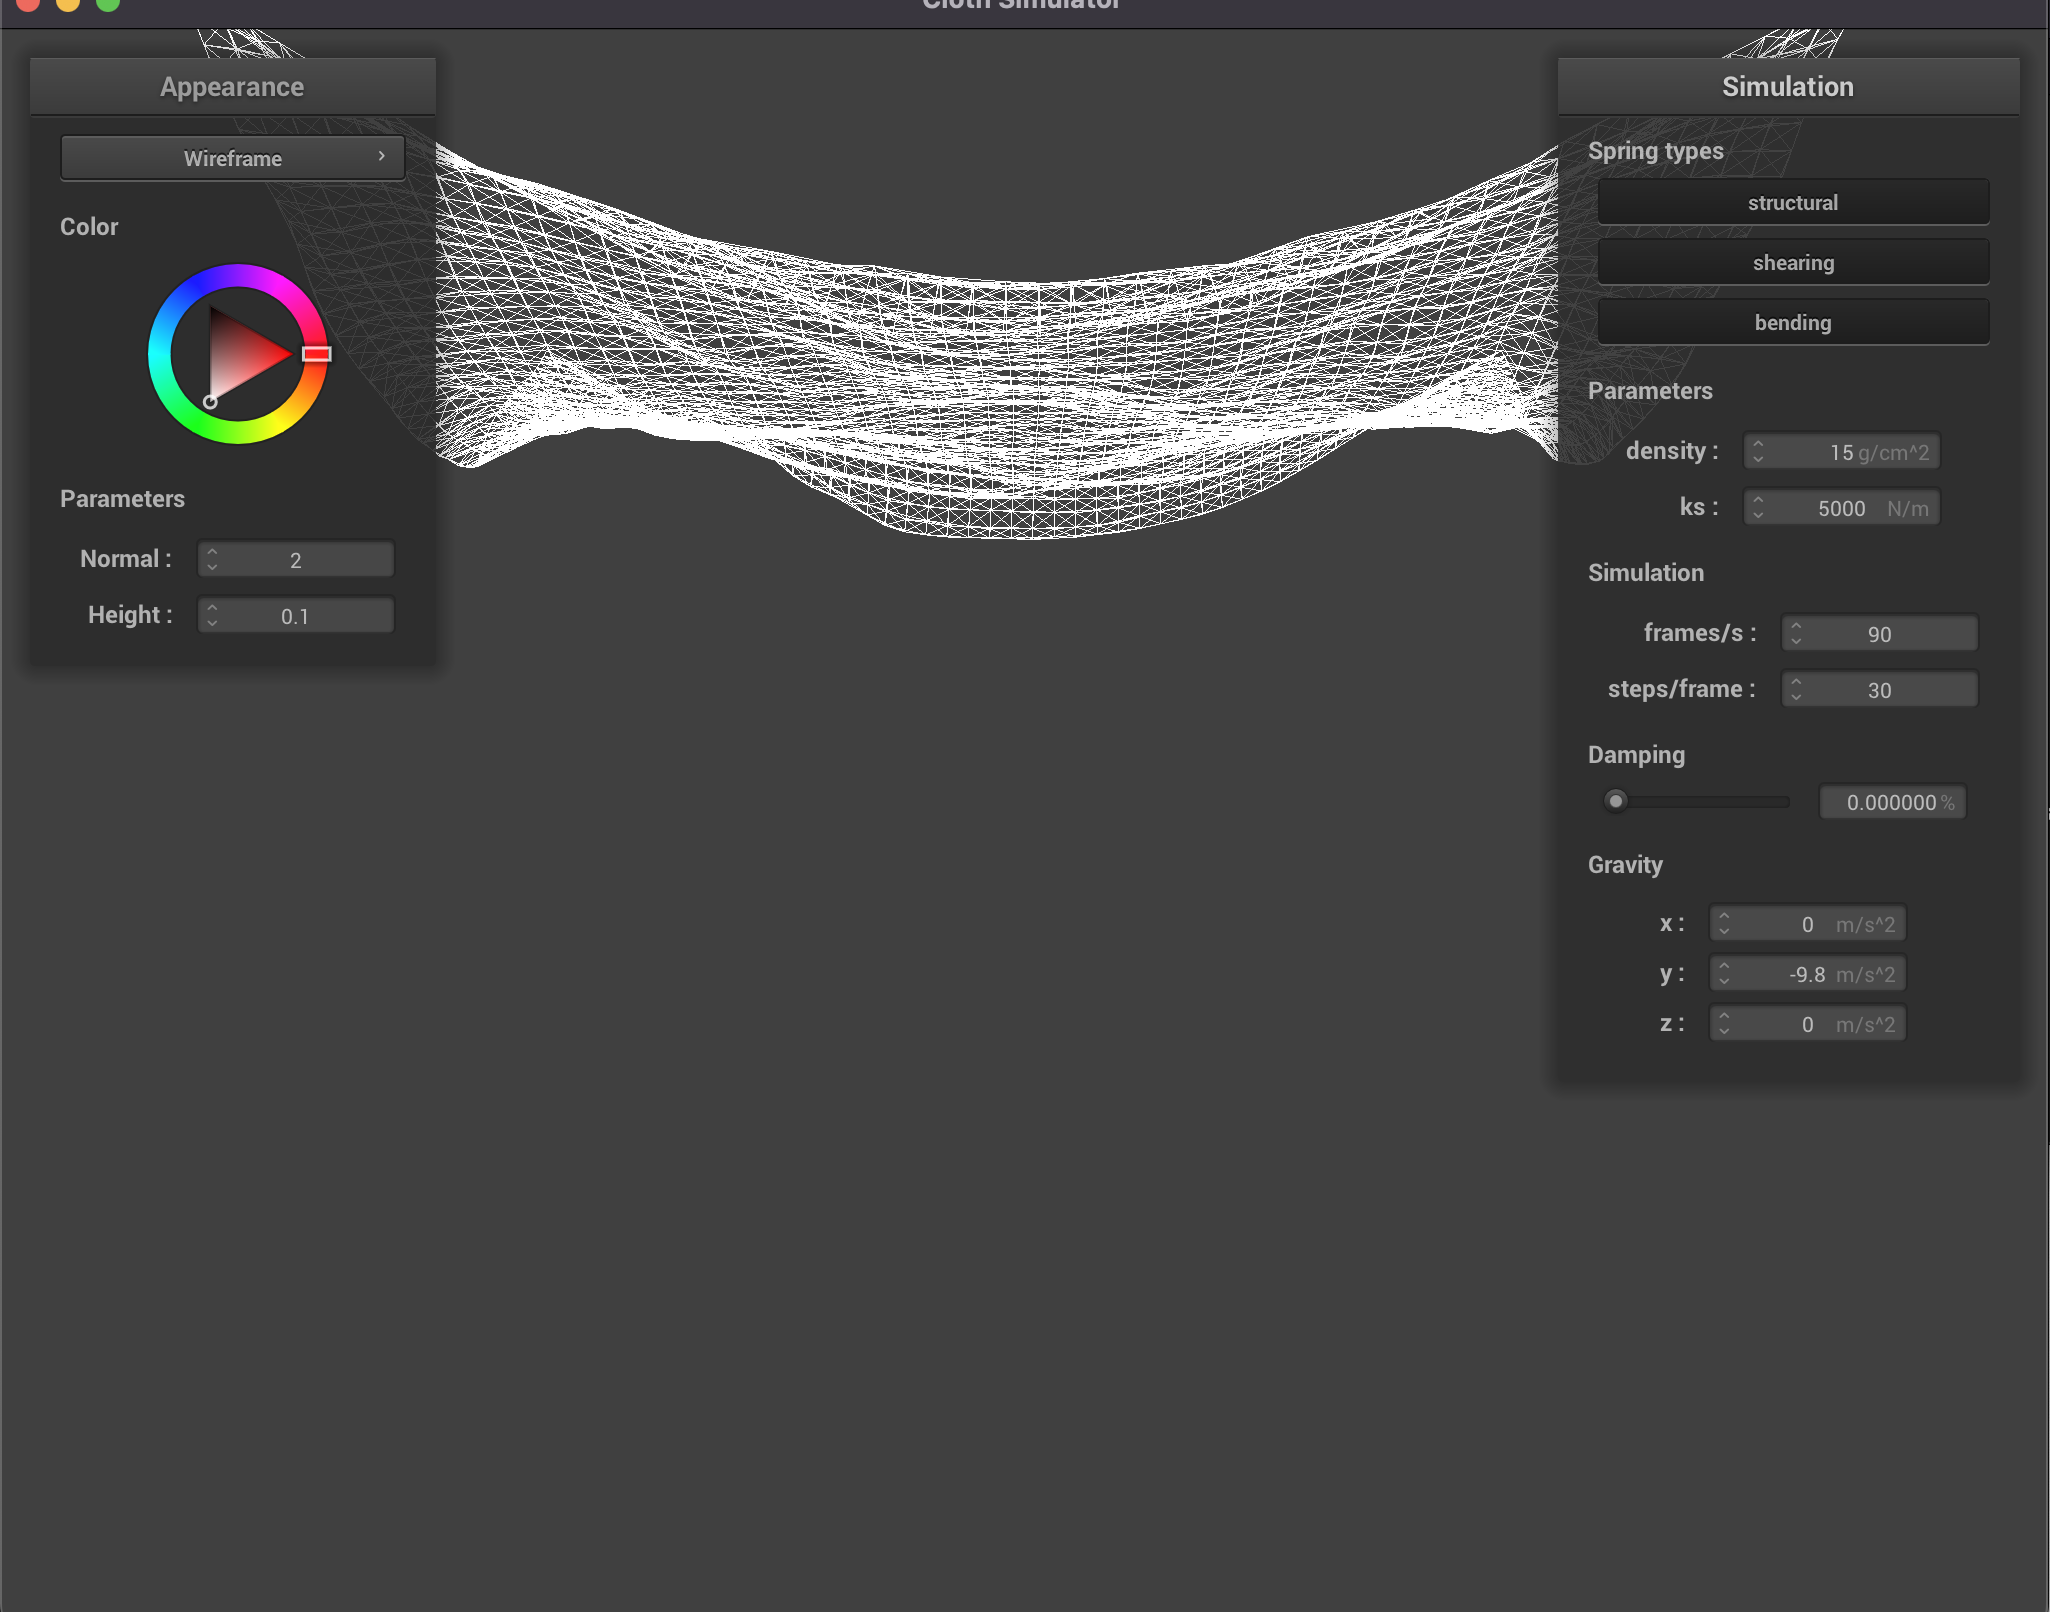 Cloth Simulator
Appearance
Wireframe
Color
Parameters
Normal : 2
Height : 0.1
Simulation
Spring types
structural
shearing
bending
Parameters
density : 15 g/cm^2
ks : 5000 N/m
Simulation
frames/s : 90
steps/frame : 30
Damping
0.000000 %
Gravity
x : 0 m/s^2
y : -9.8 m/s^2
z : 0 m/s^2